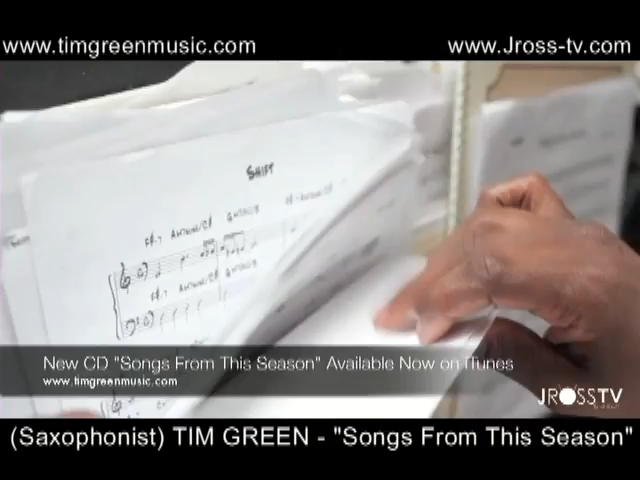 www.timgreenmusic.com
www.Jross-tv.com
SHIFT
New CD "Songs From This Season" Available Now on iTunes
www.timgreenmusic.com
JROSSTV
(Saxophonist) TIM GREEN - "Songs From This Season"